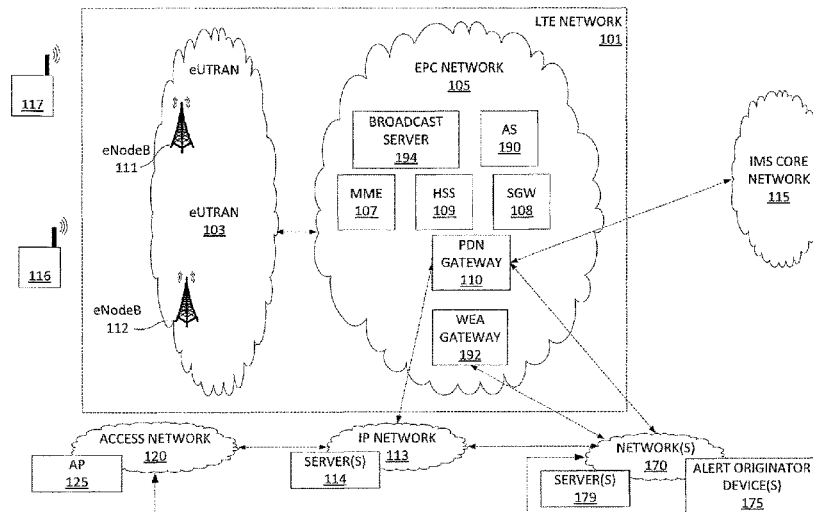 LTE NETWORK
101
117
eUTRAN
eNodeB
111
eUTRAN
103
116
eNodeB
112
EPC NETWORK
105
BROADCAST
SERVER
194
AS
190
MME
107
HSS
109
SGW
108
PDN
GATEWAY
110
WEA
GATEWAY
192
IMS CORE
NETWORK
115
ACCESS NETWORK
120
AP
125
IP NETWORK
113
SERVER(S)
114
NETWORK(S)
170
SERVER(S)
179
ALERT ORIGINATOR
DEVICE(S)
175